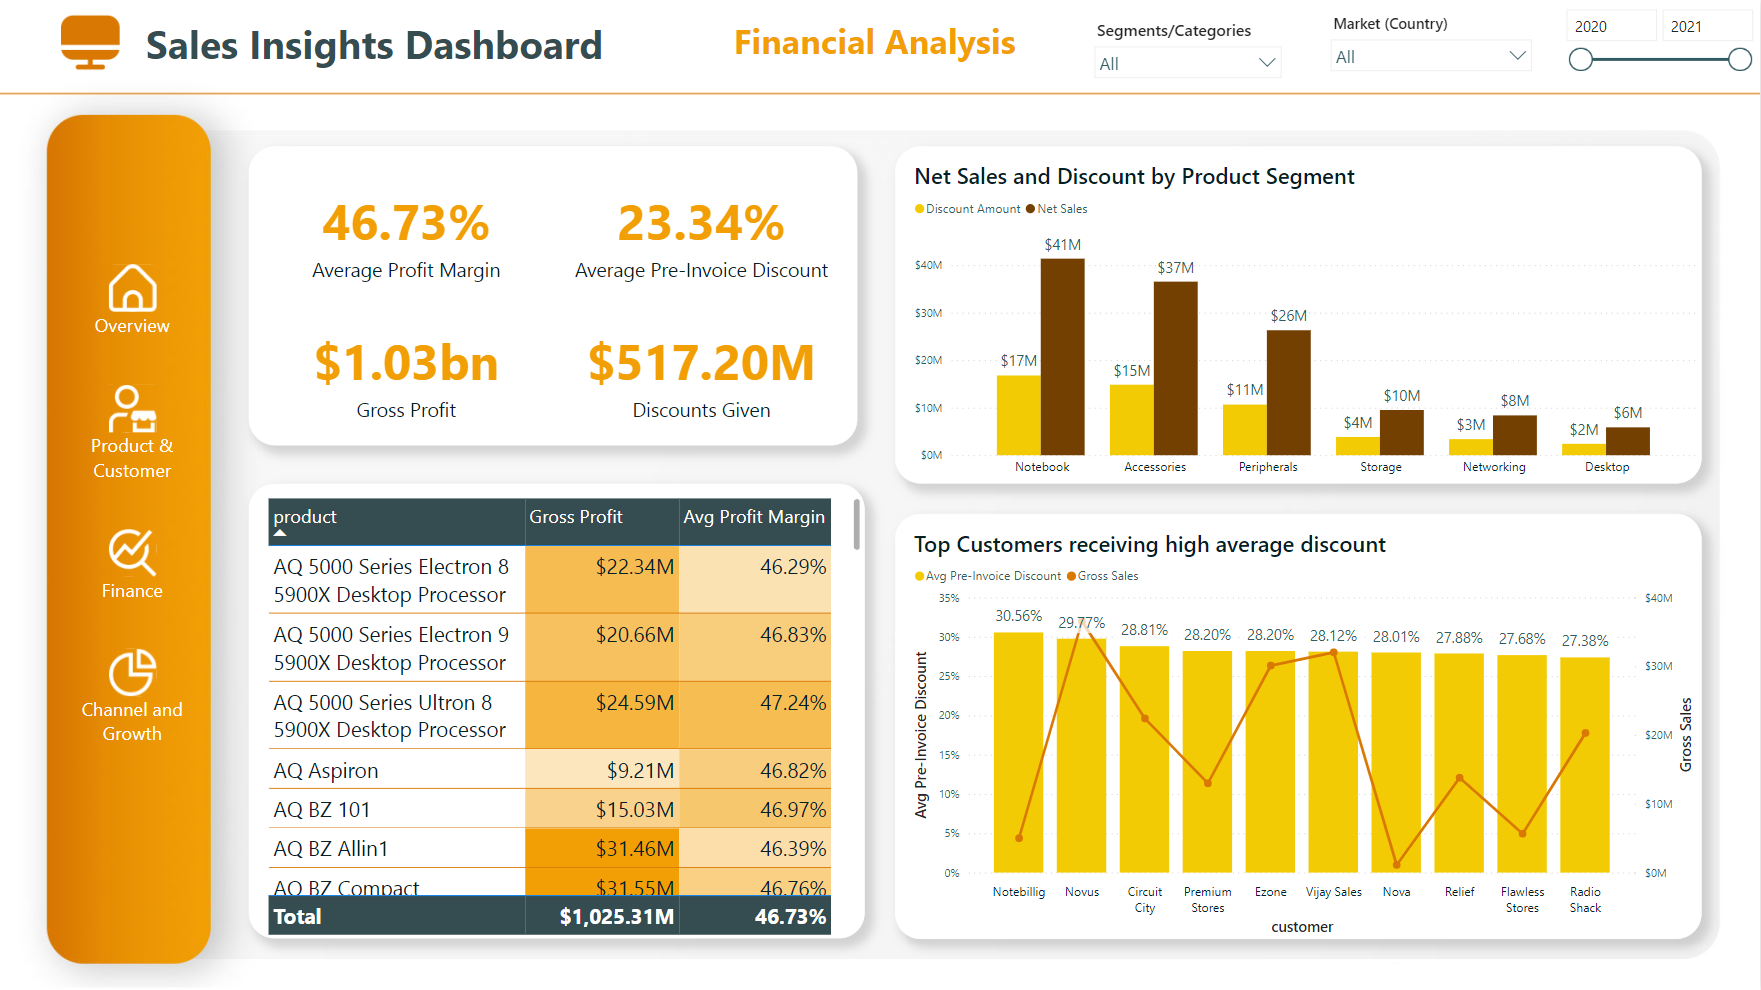 Sales Insights Dashboard
Financial Analysis
Segments/Categories
All
Market (Country)
All
2020
2021
Overview
Product &
Customer
Finance
Channel and
Growth
46.73%
Average Profit Margin
23.34%
Average Pre-Invoice Discount
$1.03bn
Gross Profit
$517.20M
Discounts Given
product Gross Profit Avg Profit Margin
AQ 5000 Series Electron 8 $22.34M 46.29%
5900X Desktop Processor
AQ 5000 Series Electron 9 $20.66M 46.83%
5900X Desktop Processor
AQ 5000 Series Ultron 8 $24.59M 47.24%
5900X Desktop Processor
AQ Aspiron $9.21M 46.82%
AQ BZ 101 $15.03M 46.97%
AQ BZ Allin1 $31.46M 46.39%
AQ BZ Compact $31.55M 46.76%
Total $1,025.31M 46.73%
Net Sales and Discount by Product Segment
Discount Amount Net Sales
$40M
$30M
$20M
$10M
$0M
$17M $41M
$15M $37M
$11M $26M
$4M $10M
$3M $8M
$2M $6M
Notebook Accessories Peripherals Storage Networking Desktop
Top Customers receiving high average discount
Avg Pre-Invoice Discount Gross Sales
Avg Pre-Invoice Discount
35%
30%
25%
20%
15%
10%
5%
0%
30.56% 29.77% 28.81% 28.20% 28.20% 28.12% 28.01% 27.88% 27.68% 27.38%
$40M
$30M
$20M
$10M
$0M
Gross Sales
Notebillig Novus Circuit Premium Ezone Vijay Sales Nova Relief Flawless Radio
City Stores Stores Shack
customer